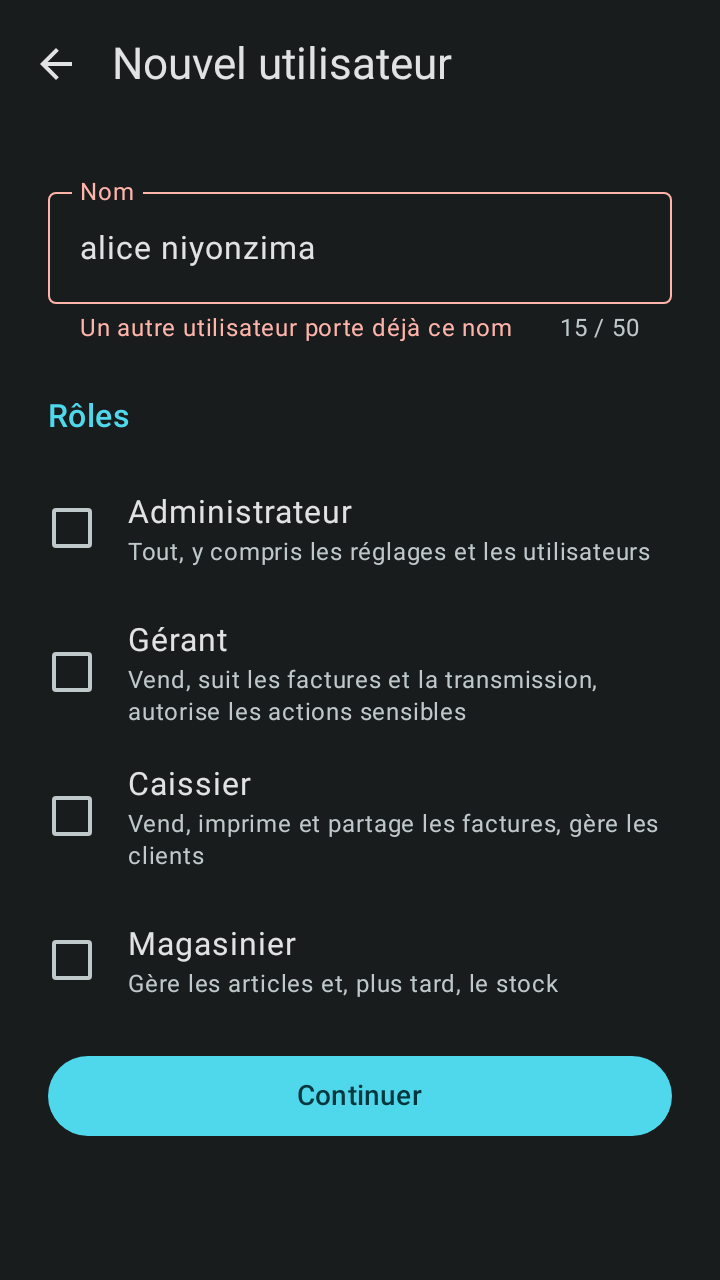 Nouvel utilisateur
Nom
alice niyonzima
Un autre utilisateur porte déjà ce nom 15 / 50
Rôles
Administrateur
Tout, y compris les réglages et les utilisateurs
Gérant
Vend, suit les factures et la transmission,
autorise les actions sensibles
Caissier
Vend, imprime et partage les factures, gère les
clients
Magasinier
Gère les articles et, plus tard, le stock
Continuer